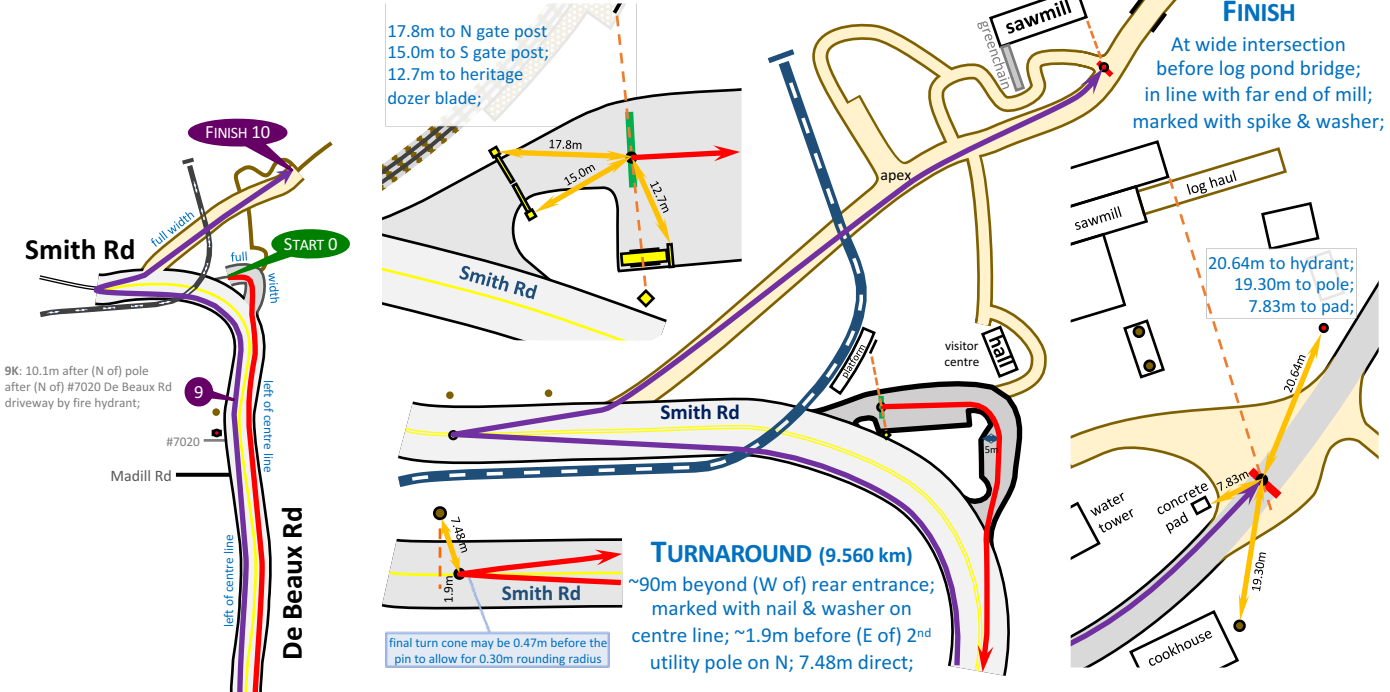 FINISH 10
Smith Rd
full width
START 0
full
width
9K: 10.1m after (N of) pole
after (N of) #7020 De Beaux Rd
driveway by fire hydrant;
9
#7020
Madill Rd
left of centre line
left of centre line
De Beaux Rd
17.8m to N gate post
15.0m to S gate post;
12.7m to heritage
dozer blade;
17.8m
15.0m
12.7m
Smith Rd
sawmill
greenchain
apex
platform
visitor
centre
hall
Smith Rd
5m
7.48m
1.9m
Smith Rd
final turn cone may be 0.47m before the
pin to allow for 0.30m rounding radius
TURNAROUND (9.560 km)
~90m beyond (W of) rear entrance;
marked with nail & washer on
centre line; ~1.9m before (E of) 2nd
utility pole on N; 7.48m direct;
FINISH
At wide intersection
before log pond bridge;
in line with far end of mill;
marked with spike & washer;
log haul
sawmill
20.64m to hydrant;
19.30m to pole;
7.83m to pad;
20.64m
7.83m
concrete
pad
water
tower
19.30m
cookhouse